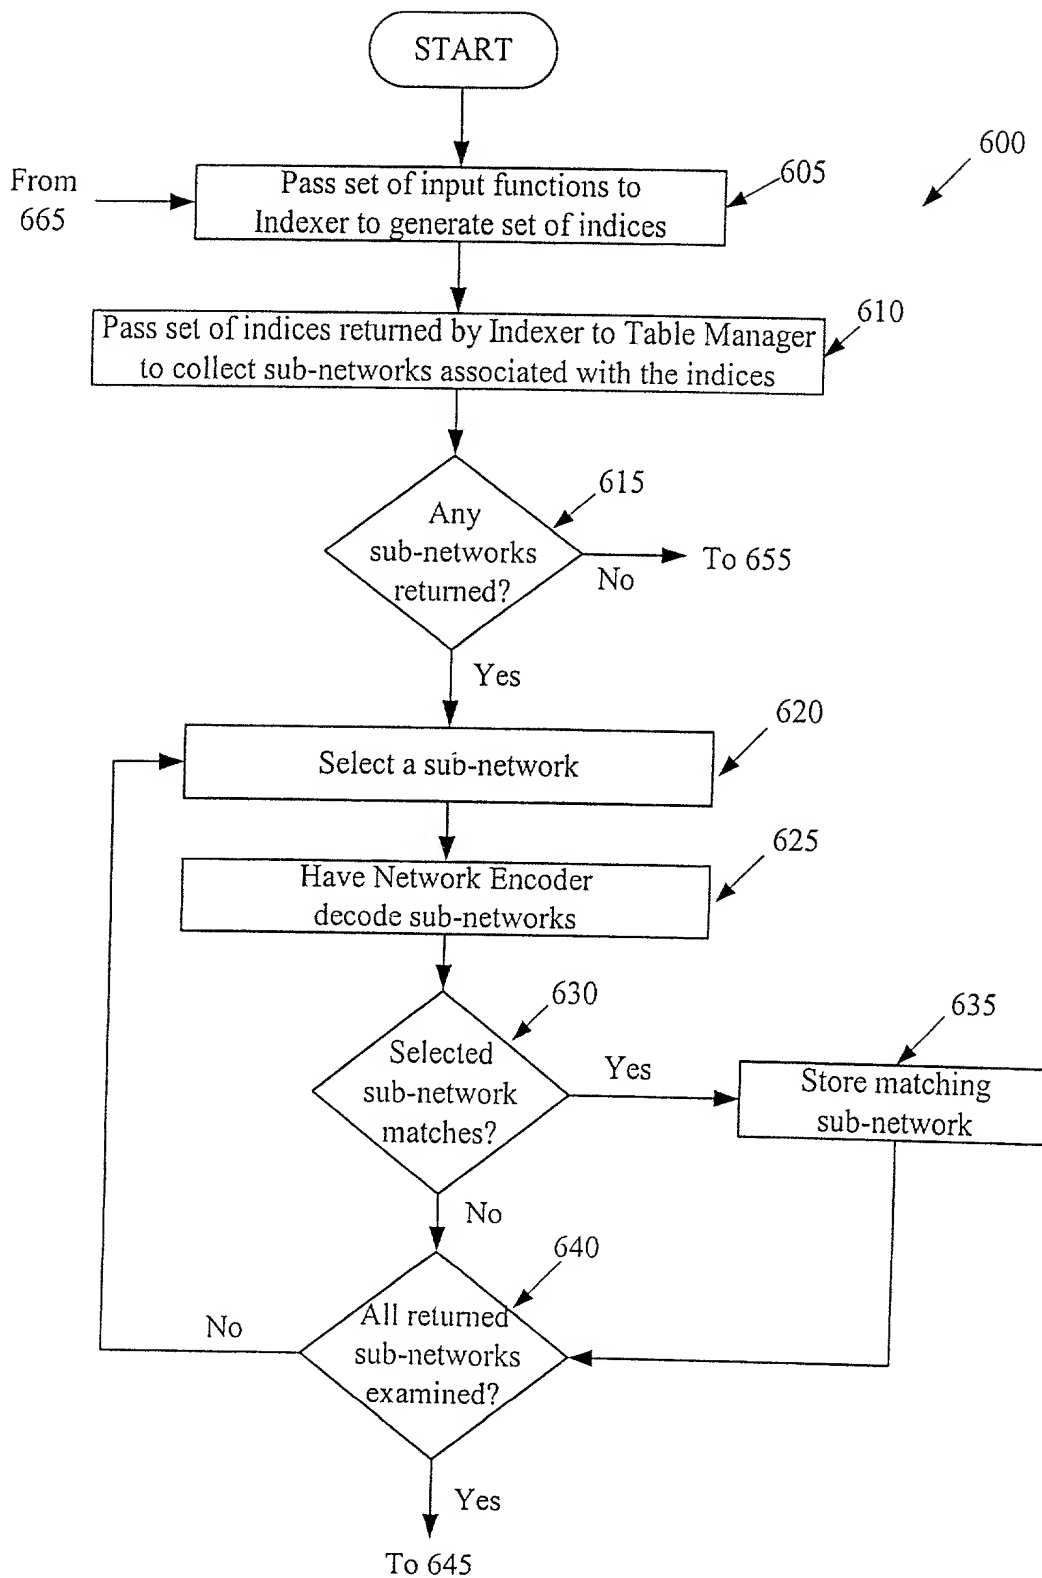 START
600
From
665
Pass set of input functions to
Indexer to generate set of indices
605
Pass set of indices returned by Indexer to Table Manager
to collect sub-networks associated with the indices
610
Any
sub-networks
returned?
615
No
To 655
Yes
Select a sub-network
620
Have Network Encoder
decode sub-networks
625
Selected
sub-network
matches?
630
Yes
Store matching
sub-network
635
No
All returned
sub-networks
examined?
640
No
Yes
To 645